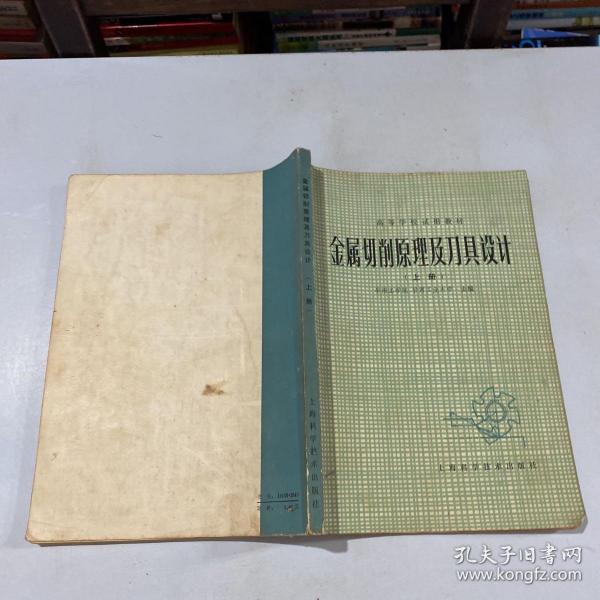 高等学校试用教材
金属切削原理及刀具设计
上册
主编
上海科学技术出版社
金属切削原理及刀具设计
(上册)
上海科学技术出版社
孔夫子旧书网
www.kongfz.com